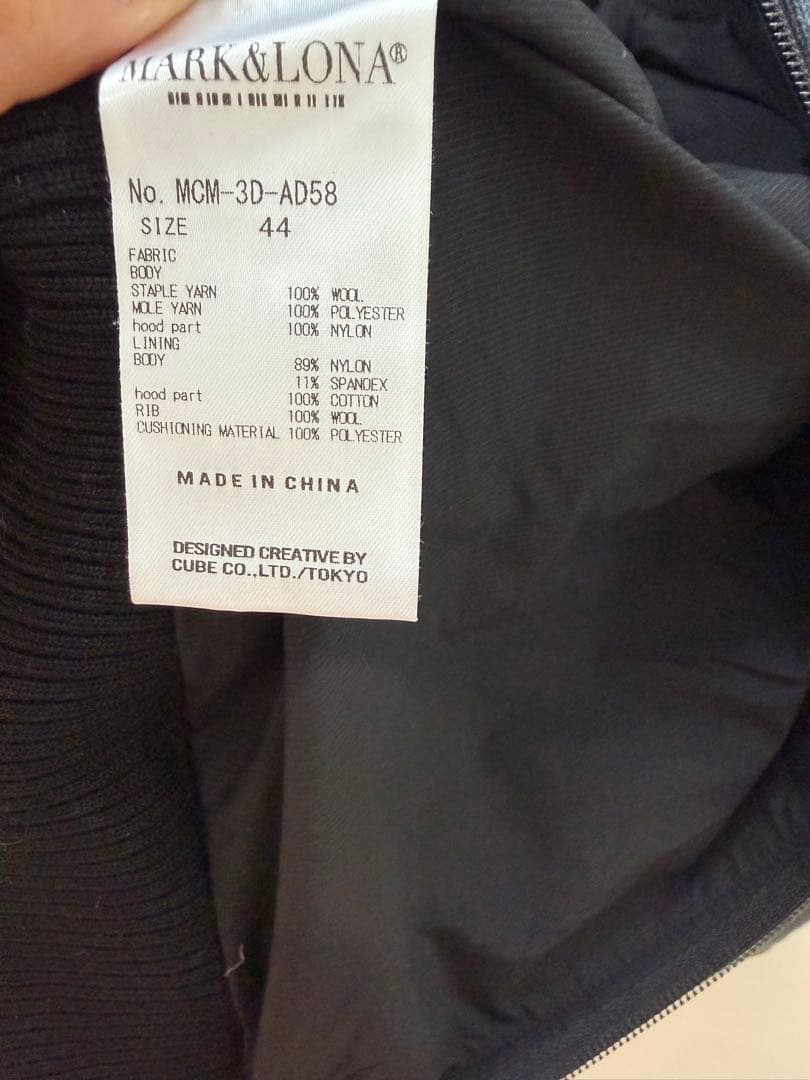 MARK&LONA®
No. MCM-3D-AD58
SIZE 44
FABRIC
BODY
STAPLE YARN 100% WOOL
MOLE YARN 100% POLYESTER
hood part 100% NYLON
LINING
BODY 89% NYLON
11% SPANDEX
hood part 100% COTTON
RIB 100% WOOL
CUSHIONING MATERIAL 100% POLYESTER
MADE IN CHINA
DESIGNED CREATIVE BY
CUBE CO.,LTD./TOKYO